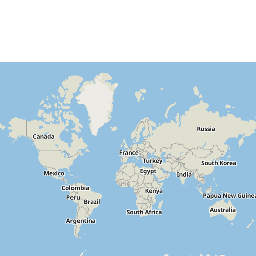 Russia
Canada
France
Turkey
South Korea
Mexico
Egypt
India
Colombia
Kenya
Papua New Guinea
Peru
Brazil
South Africa
Australia
Argentina